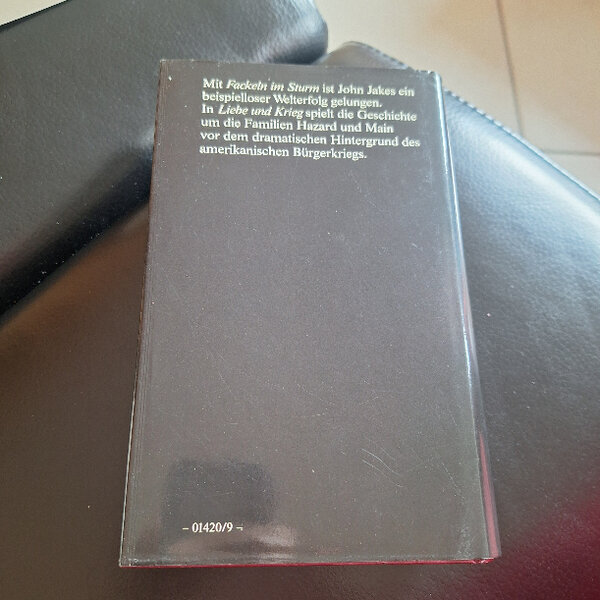 Mit Fackeln im Sturm ist John Jakes ein
beispielloser Welterfolg gelungen.
In Liebe und Krieg spielt die Geschichte
um die Familien Hazard und Main
vor dem dramatischen Hintergrund des
amerikanischen Bürgerkriegs.
– 01420/9 –